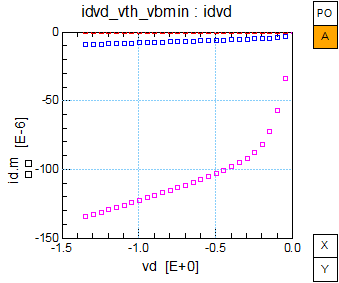 idvd_vth_vbmin : idvd
PO
A
0
-50
-100
-150
id.m [E-6]
-1.5
-1.0
-0.5
0.0
vd [E+0]
X
Y